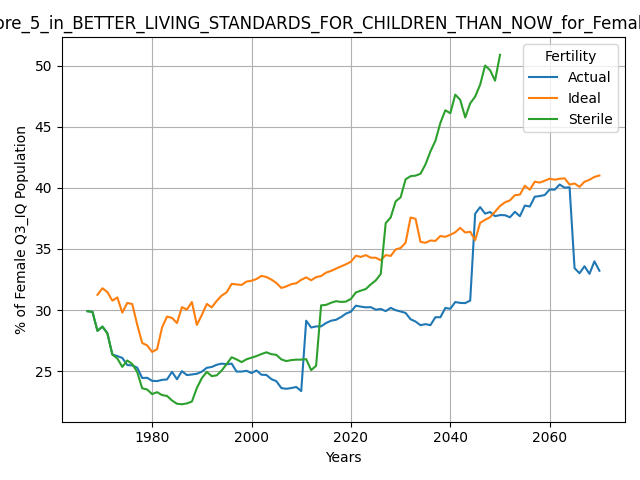 ore_5_in_BETTER_LIVING_STANDARDS_FOR_CHILDREN_THAN_NOW_for_Femal
Fertility
Actual
Ideal
Sterile
% of Female Q3_IQ Population
50
45
40
35
30
25
1980
2000
2020
2040
2060
Years